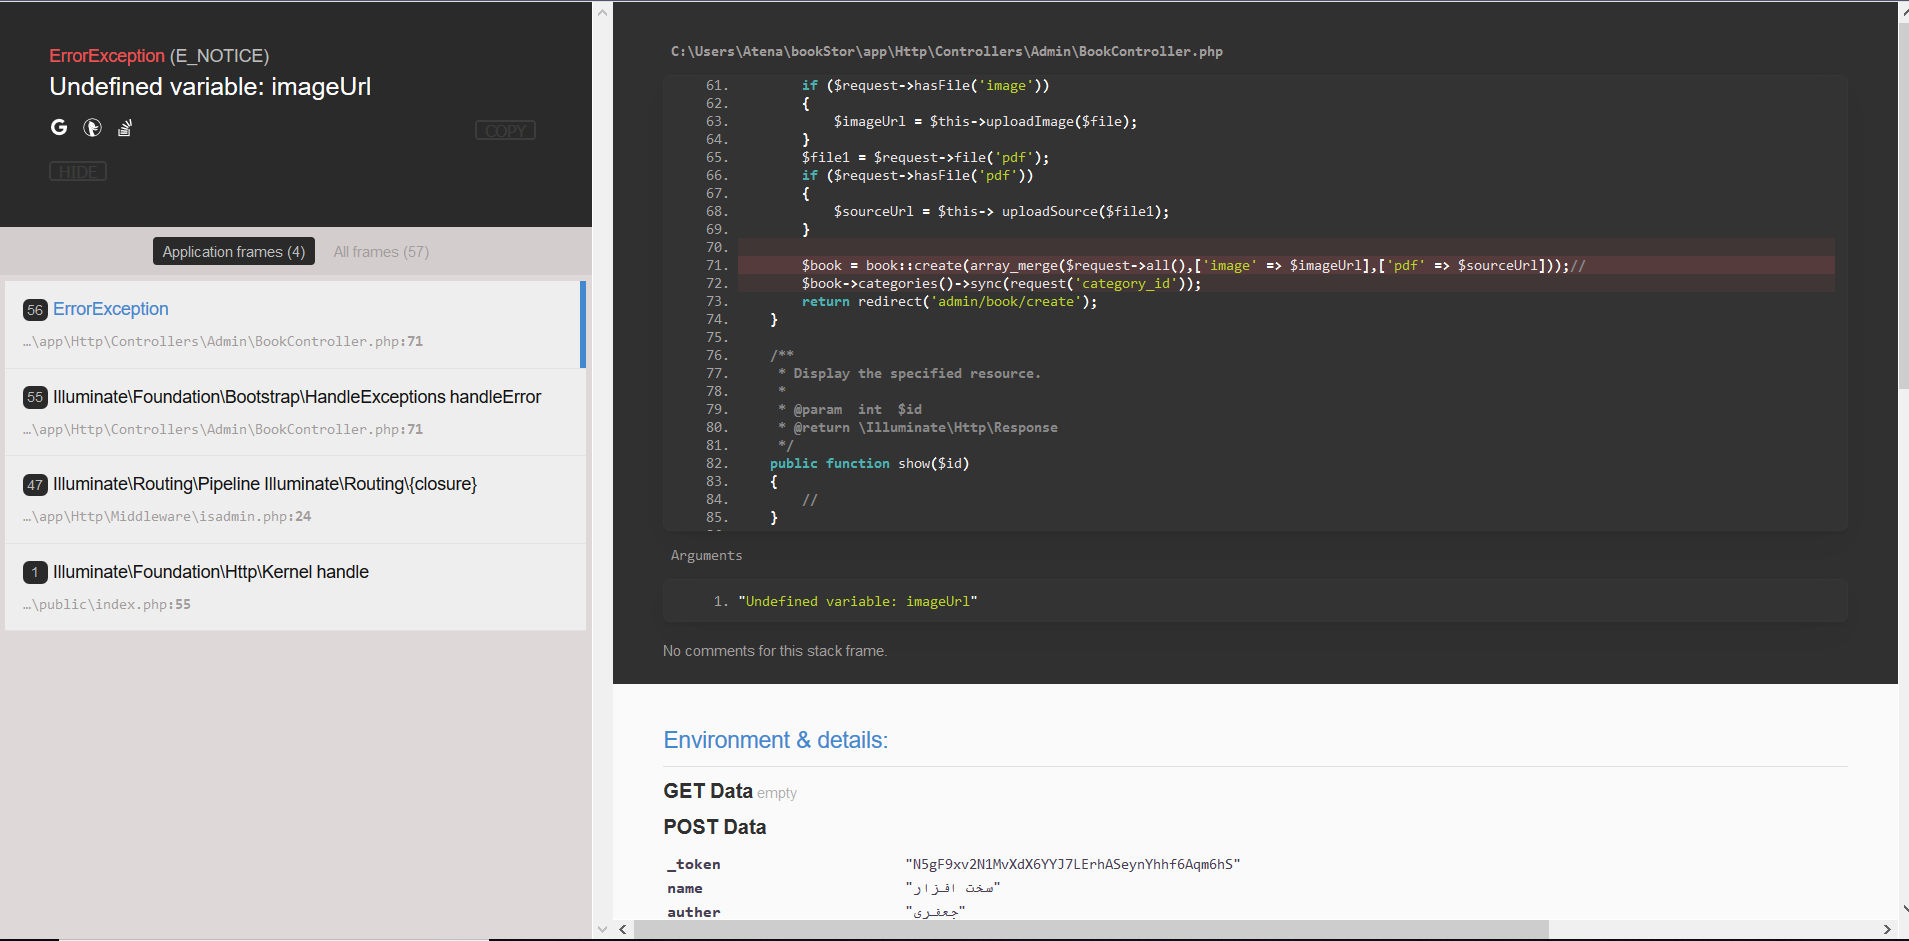 ErrorException (E_NOTICE)
Undefined variable: imageUrl
COPY
HIDE
Application frames (4) All frames (57)
56 ErrorException
…\app\Http\Controllers\Admin\BookController.php:71
55 Illuminate\Foundation\Bootstrap\HandleExceptions handleError
…\app\Http\Controllers\Admin\BookController.php:71
47 Illuminate\Routing\Pipeline Illuminate\Routing\{closure}
…\app\Http\Middleware\isadmin.php:24
1 Illuminate\Foundation\Http\Kernel handle
…\public\index.php:55
C:\Users\Atena\bookStor\app\Http\Controllers\Admin\BookController.php
61. if ($request->hasFile('image'))
62. {
63. $imageUrl = $this->uploadImage($file);
64. }
65. $file1 = $request->file('pdf');
66. if ($request->hasFile('pdf'))
67. {
68. $sourceUrl = $this-> uploadSource($file1);
69. }
70.
71. $book = book::create(array_merge($request->all(),['image' => $imageUrl],['pdf' => $sourceUrl]));//
72. $book->categories()->sync(request('category_id'));
73. return redirect('admin/book/create');
74. }
75.
76. /**
77. * Display the specified resource.
78. *
79. * @param  int  $id
80. * @return \Illuminate\Http\Response
81. */
82. public function show($id)
83. {
84. //
85. }
Arguments
1. "Undefined variable: imageUrl"
No comments for this stack frame.
Environment & details:
GET Data empty
POST Data
_token "N5gF9xv2N1MvXdX6YYJ7LErhASeynYhhf6Aqm6hS"
name "سخت افزار"
auther "جعفری"